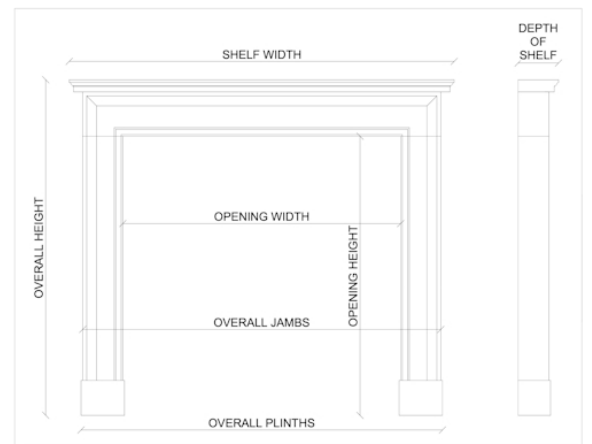 DEPTH
OF
SHELF
SHELF WIDTH
OVERALL HEIGHT
OPENING WIDTH
OPENING HEIGHT
OVERALL JAMBS
OVERALL PLINTHS